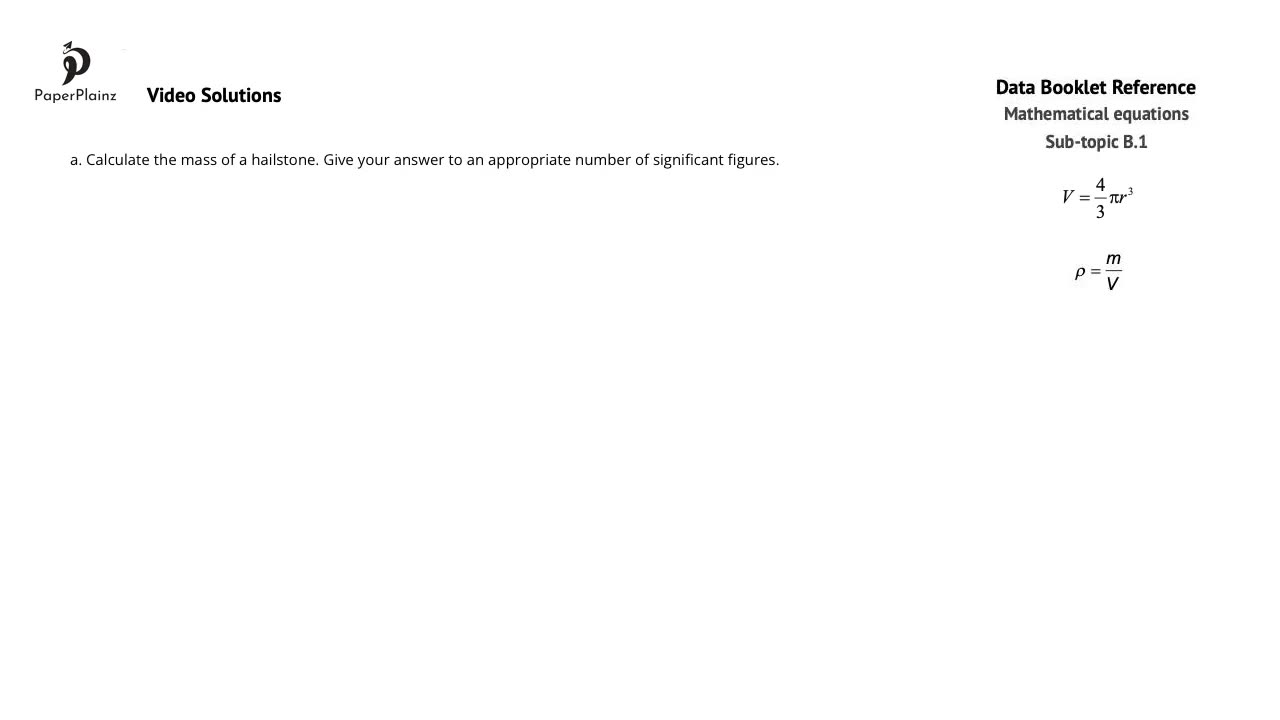 PaperPlainz
Video Solutions
Data Booklet Reference
Mathematical equations
Sub-topic B.1
a. Calculate the mass of a hailstone. Give your answer to an appropriate number of significant figures.
V = 4/3 πr³
ρ = m/V